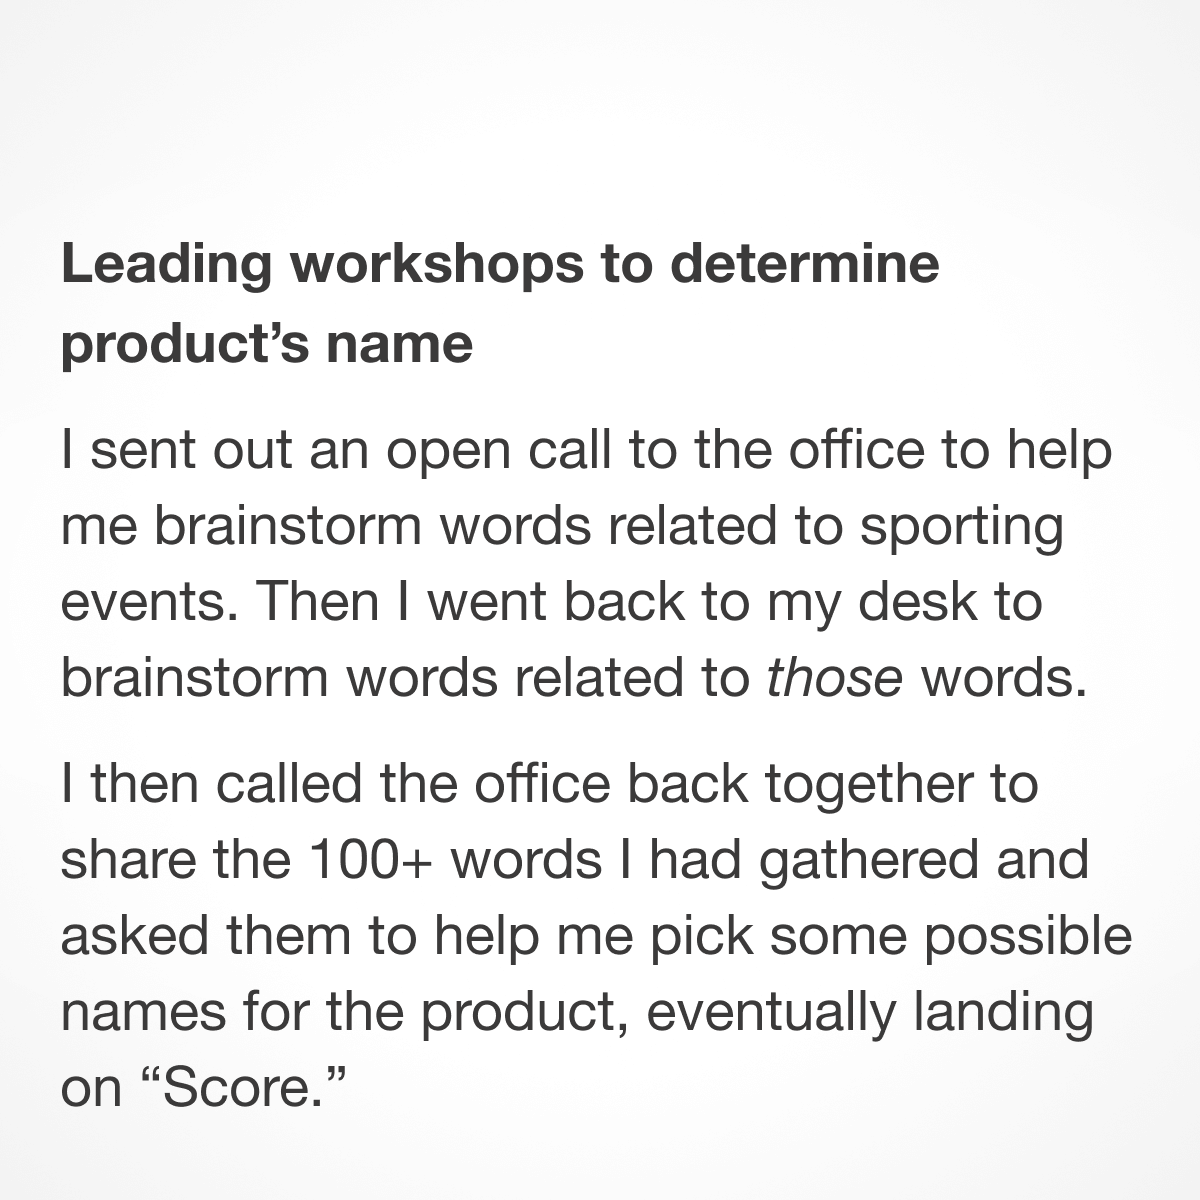 Leading workshops to determine
product’s name
I sent out an open call to the office to help
me brainstorm words related to sporting
events. Then I went back to my desk to
brainstorm words related to those words.
I then called the office back together to
share the 100+ words I had gathered and
asked them to help me pick some possible
names for the product, eventually landing
on “Score.”